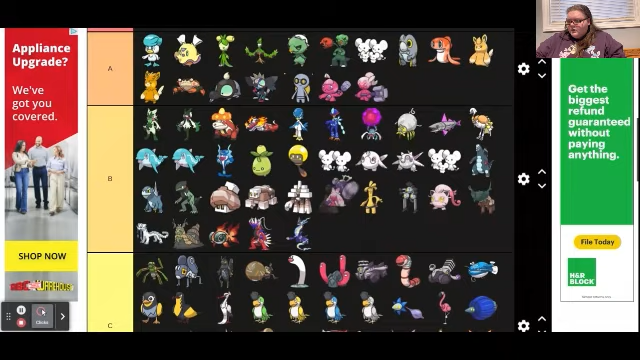 Appliance
Upgrade?
We've
got you
covered.
SHOP NOW
A
B
C
Get the
biggest
refund
guaranteed
without
paying
anything.
File Today
H&R
BLOCK